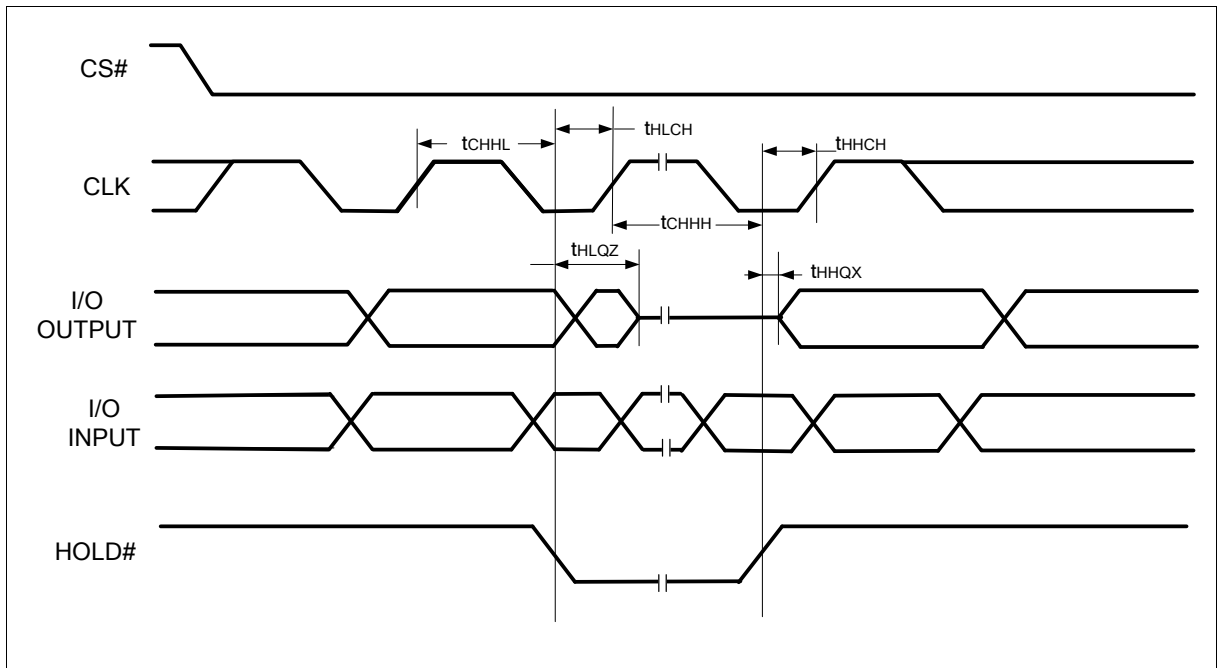 CS#
tCHHL
tHLCH
tHHCH
CLK
tCHHH
tHLQZ
tHHQX
I/O
OUTPUT
I/O
INPUT
HOLD#